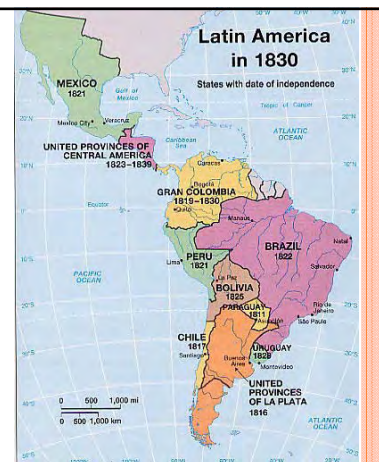 Latin America
in 1830
States with date of independence
MEXICO
1821
Gulf of
Mexico
Tropic of Cancer
Mexico City
Veracruz
ATLANTIC
OCEAN
UNITED PROVINCES OF
CENTRAL AMERICA
1823–1839
Caribbean
Sea
Caracas
Bogotá
GRAN COLOMBIA
1819–1830
Quito
Equator
Manaus
BRAZIL
1822
Natal
PERU
1821
Lima
Salvador
PACIFIC
OCEAN
La Paz
BOLIVIA
1825
PARAGUAY
1811
Asunción
Rio de
Janeiro
São Paulo
CHILE
1817
Santiago
URUGUAY
1828
Buenos
Aires
Montevideo
UNITED
PROVINCES
OF LA PLATA
1816
0 500 1,000 mi
0 500 1,000 km
ATLANTIC
OCEAN